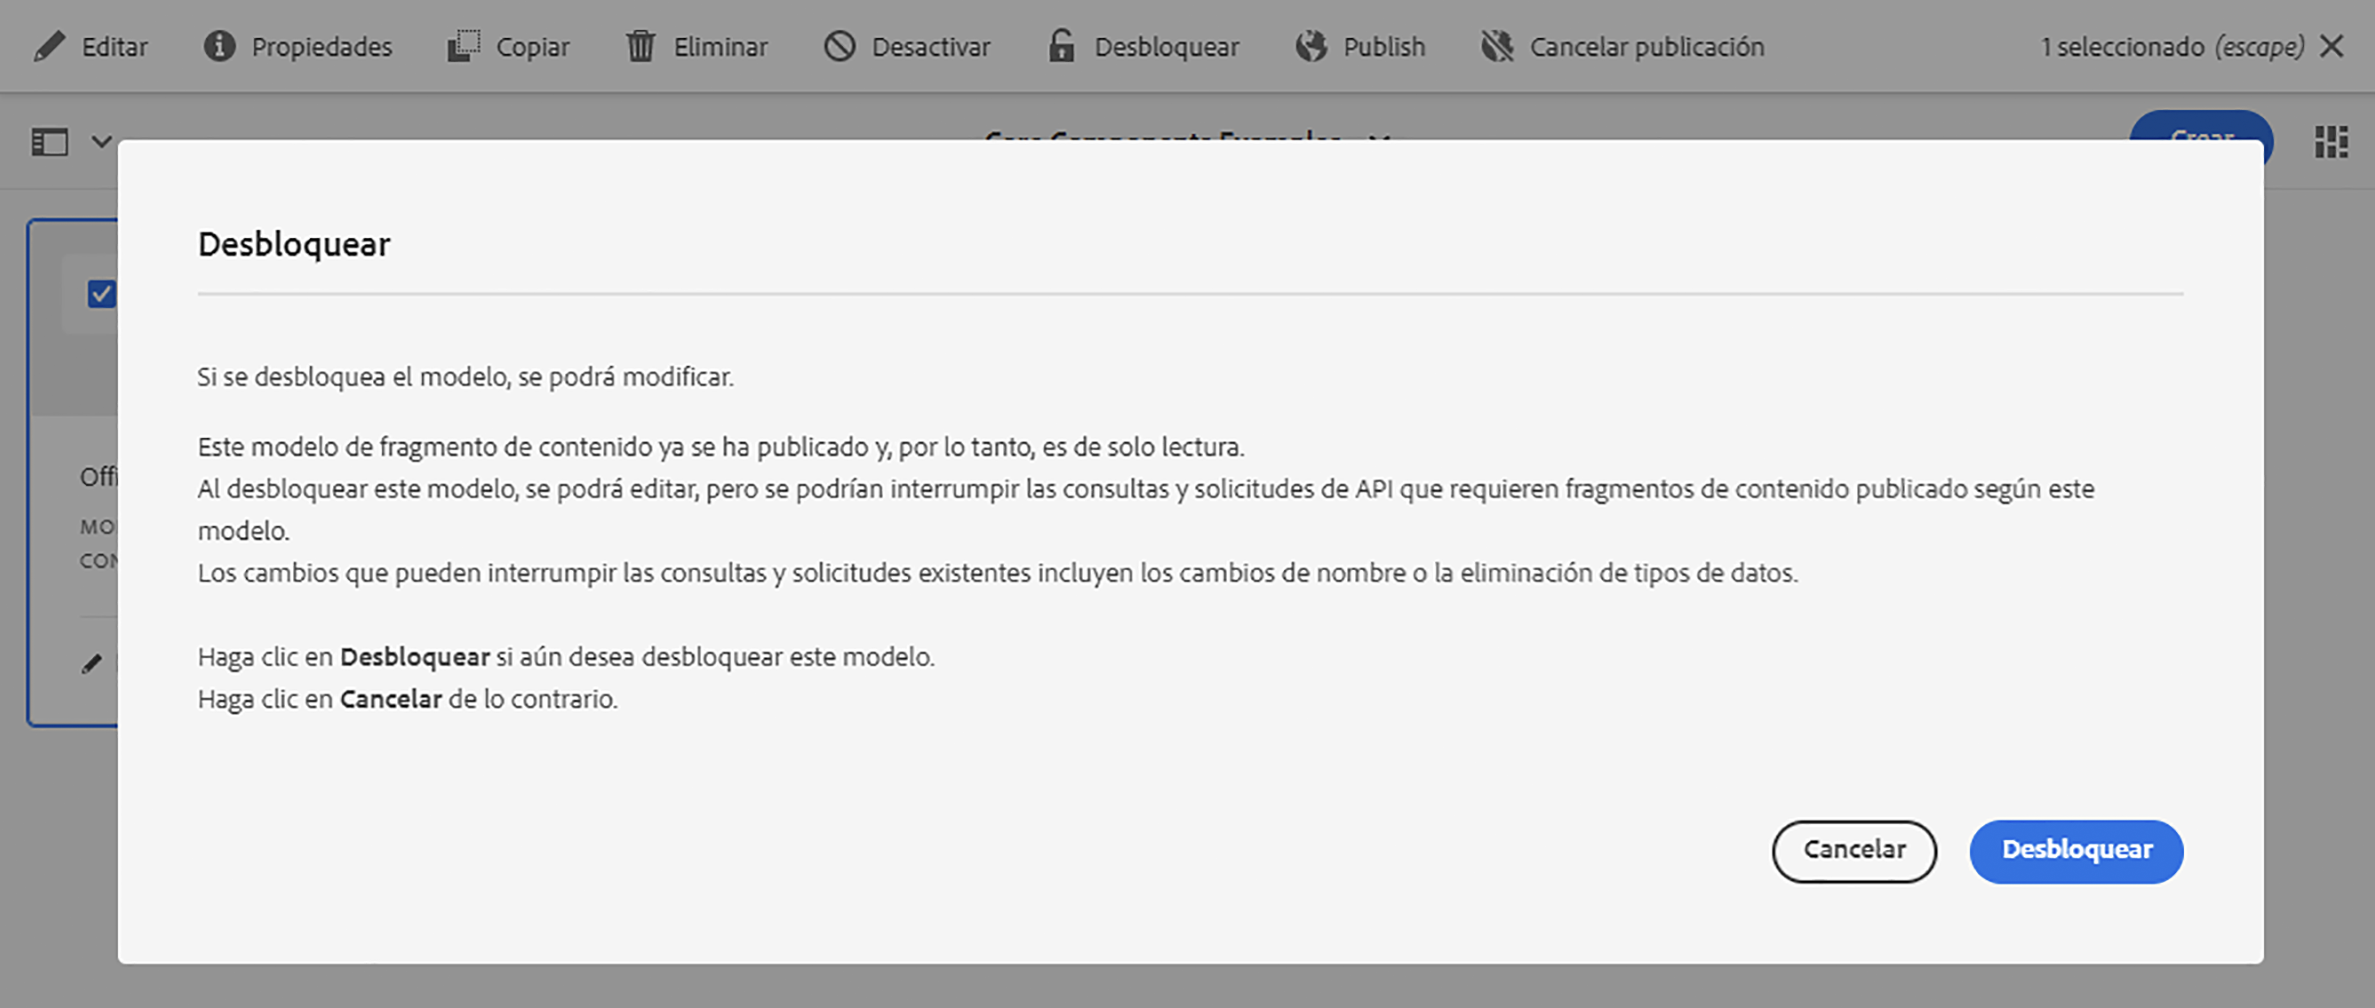 Editar Propiedades Copiar Eliminar Desactivar Desbloquear Publish Cancelar publicación 1 seleccionado (escape)
Core Components Examples Crear
Desbloquear
Si se desbloquea el modelo, se podrá modificar.
Este modelo de fragmento de contenido ya se ha publicado y, por lo tanto, es de solo lectura.
Al desbloquear este modelo, se podrá editar, pero se podrían interrumpir las consultas y solicitudes de API que requieren fragmentos de contenido publicado según este
modelo.
Los cambios que pueden interrumpir las consultas y solicitudes existentes incluyen los cambios de nombre o la eliminación de tipos de datos.
Haga clic en Desbloquear si aún desea desbloquear este modelo.
Haga clic en Cancelar de lo contrario.
Cancelar Desbloquear